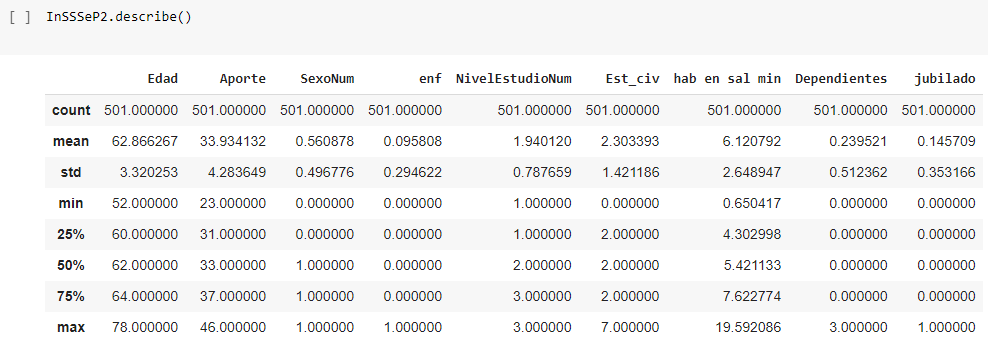 [ ] InSSSeP2.describe()
Edad Aporte SexoNum enf NivelEstudioNum Est_civ hab en sal min Dependientes jubilado
count 501.000000 501.000000 501.000000 501.000000 501.000000 501.000000 501.000000 501.000000 501.000000
mean 62.866267 33.934132 0.560878 0.095808 1.940120 2.303393 6.120792 0.239521 0.145709
std 3.320253 4.283649 0.496776 0.294622 0.787659 1.421186 2.648947 0.512362 0.353166
min 52.000000 23.000000 0.000000 0.000000 1.000000 0.000000 0.650417 0.000000 0.000000
25% 60.000000 31.000000 0.000000 0.000000 1.000000 2.000000 4.302998 0.000000 0.000000
50% 62.000000 33.000000 1.000000 0.000000 2.000000 2.000000 5.421133 0.000000 0.000000
75% 64.000000 37.000000 1.000000 0.000000 3.000000 2.000000 7.622774 0.000000 0.000000
max 78.000000 46.000000 1.000000 1.000000 3.000000 7.000000 19.592086 3.000000 1.000000